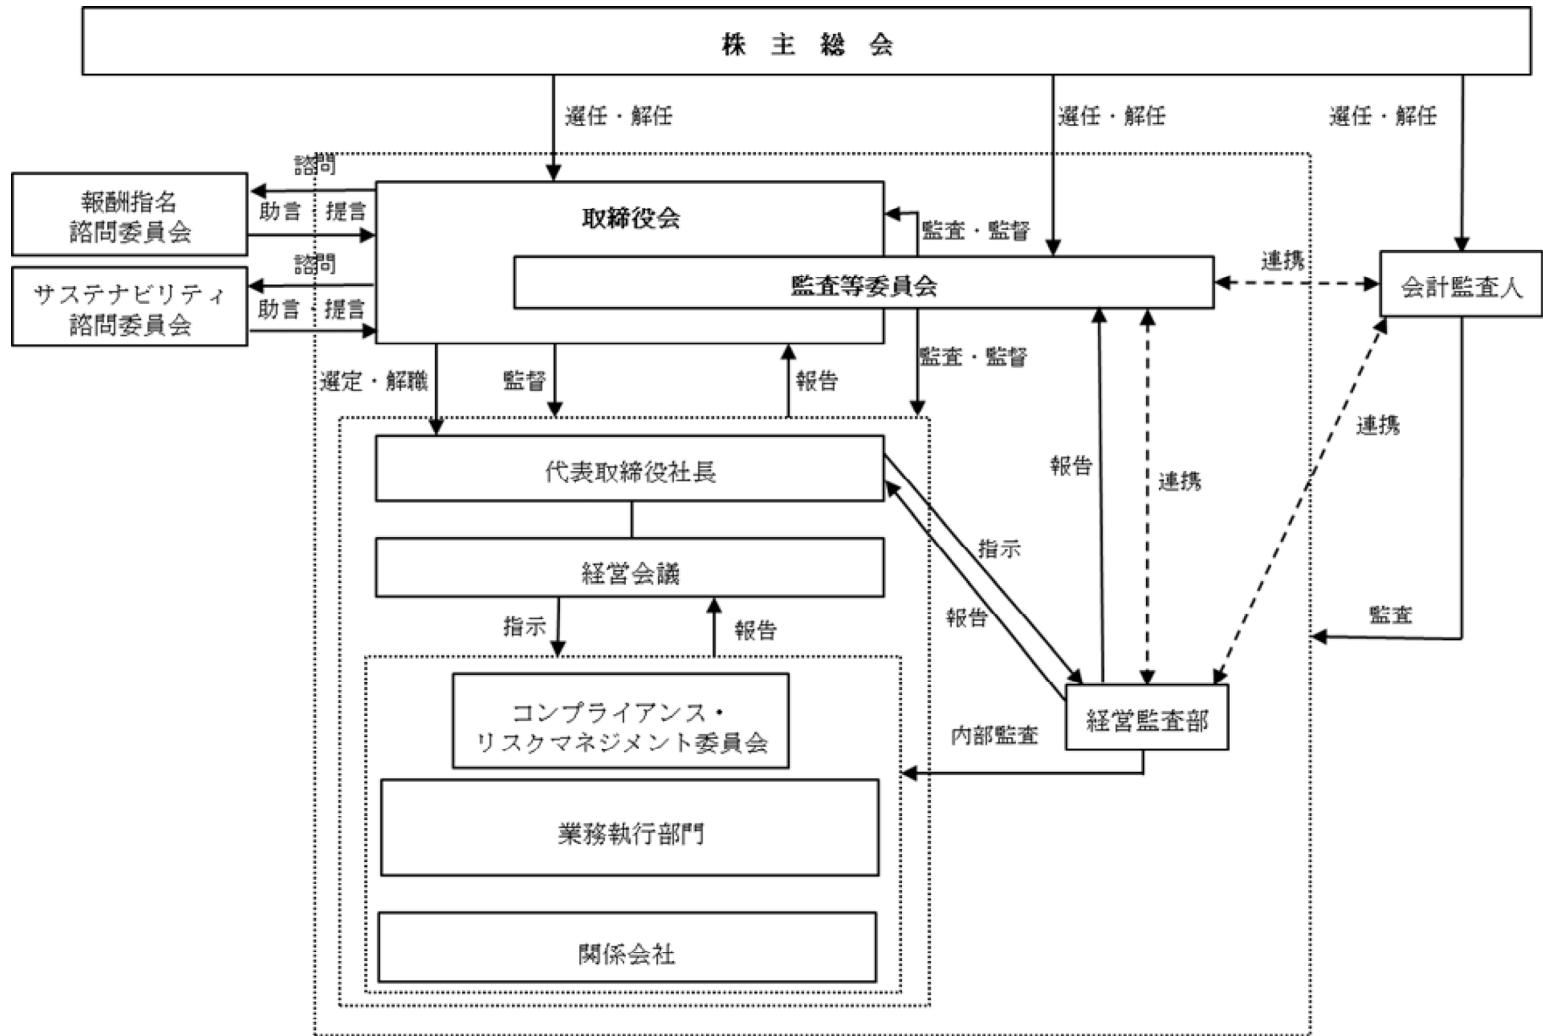 株 主 総 会
選任・解任
選任・解任
選任・解任
諮問
報酬指名
諮問委員会
助言・提言
取締役会
監査・監督
諮問
サステナビリティ
諮問委員会
助言・提言
監査等委員会
連携
会計監査人
選定・解職
監督
報告
監査・監督
代表取締役社長
報告
連携
連携
経営会議
指示
指示
報告
報告
監査
コンプライアンス・
リスクマネジメント委員会
経営監査部
内部監査
業務執行部門
関係会社